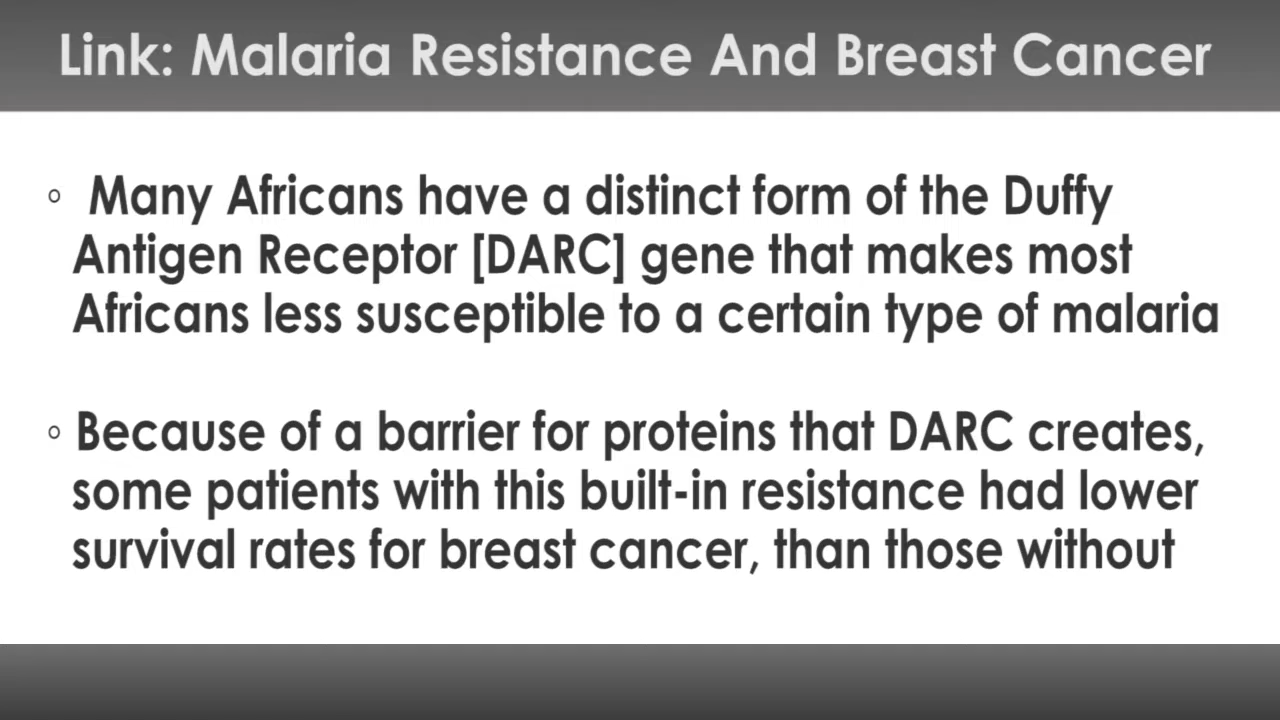 Link: Malaria Resistance And Breast Cancer
◦ Many Africans have a distinct form of the Duffy
Antigen Receptor [DARC] gene that makes most
Africans less susceptible to a certain type of malaria
◦ Because of a barrier for proteins that DARC creates,
some patients with this built-in resistance had lower
survival rates for breast cancer, than those without